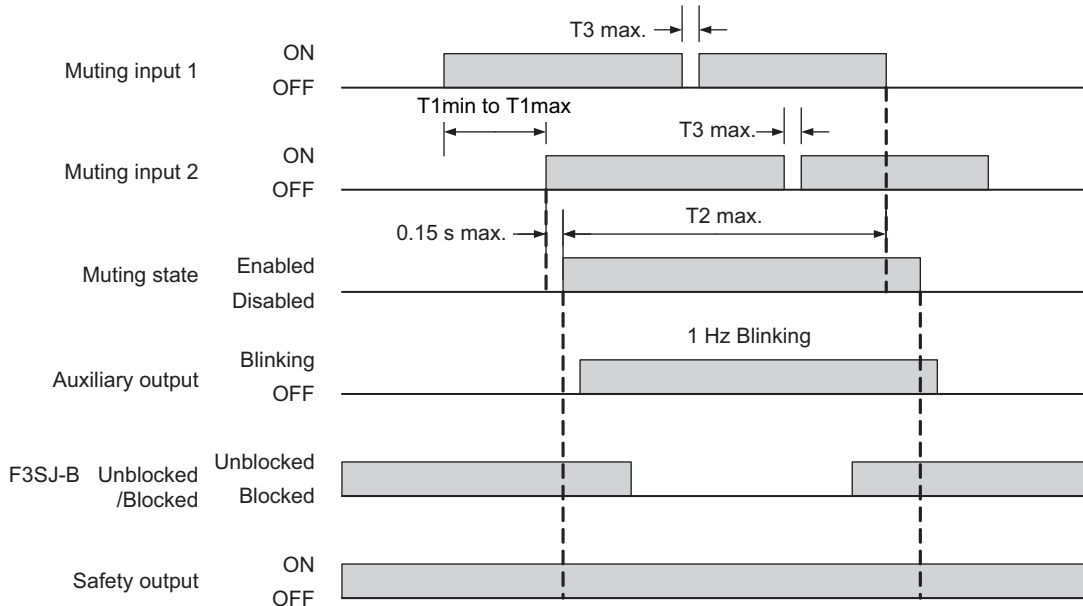 T3 max.
ON
Muting input 1
OFF
T1min to T1max
T3 max.
ON
Muting input 2
OFF
T2 max.
0.15 s max.
Enabled
Muting state
Disabled
1 Hz Blinking
Blinking
Auxiliary output
OFF
Unblocked
F3SJ-B Unblocked
/Blocked
Blocked
ON
Safety output
OFF